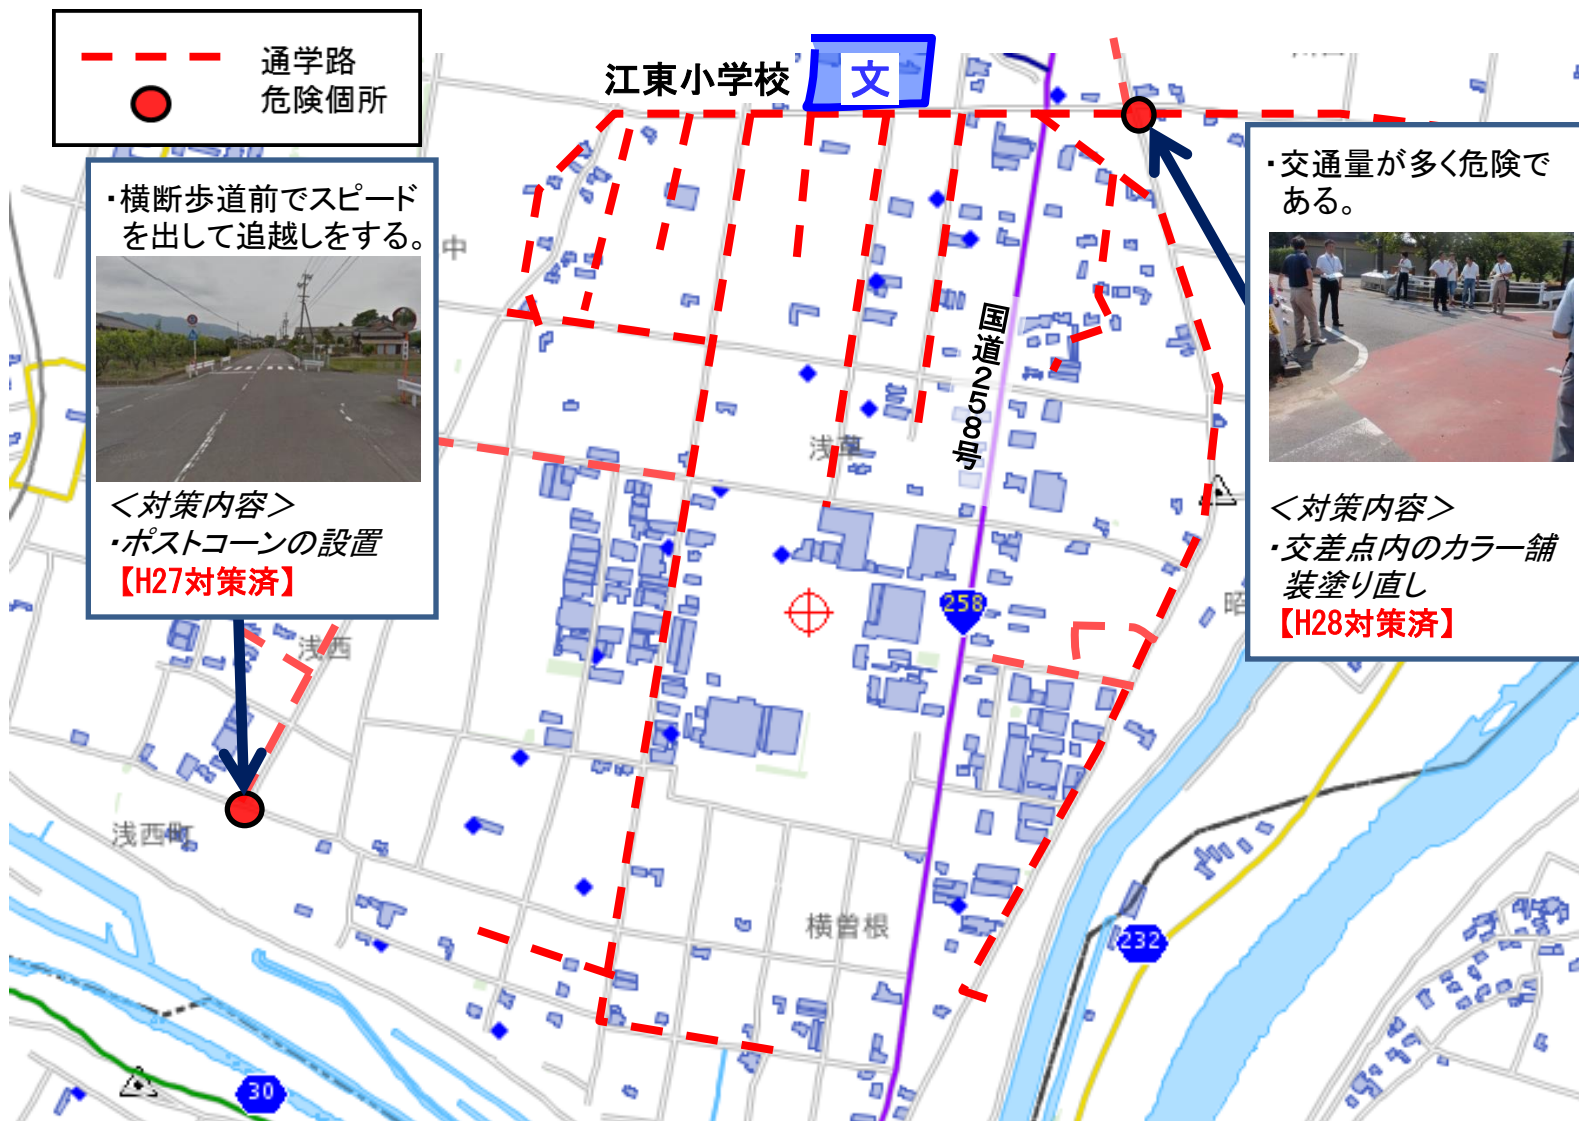 通学路
危険個所
江東小学校
文
・横断歩道前でスピード
を出して追越しをする。
<対策内容>
・ポストコーンの設置
【H27対策済】
・交通量が多く危険で
ある。
<対策内容>
・交差点内のカラー舗
装塗り直し
【H28対策済】
中
国道258号
浅草
258
昭
浅西
浅西町
横曽根
232
30